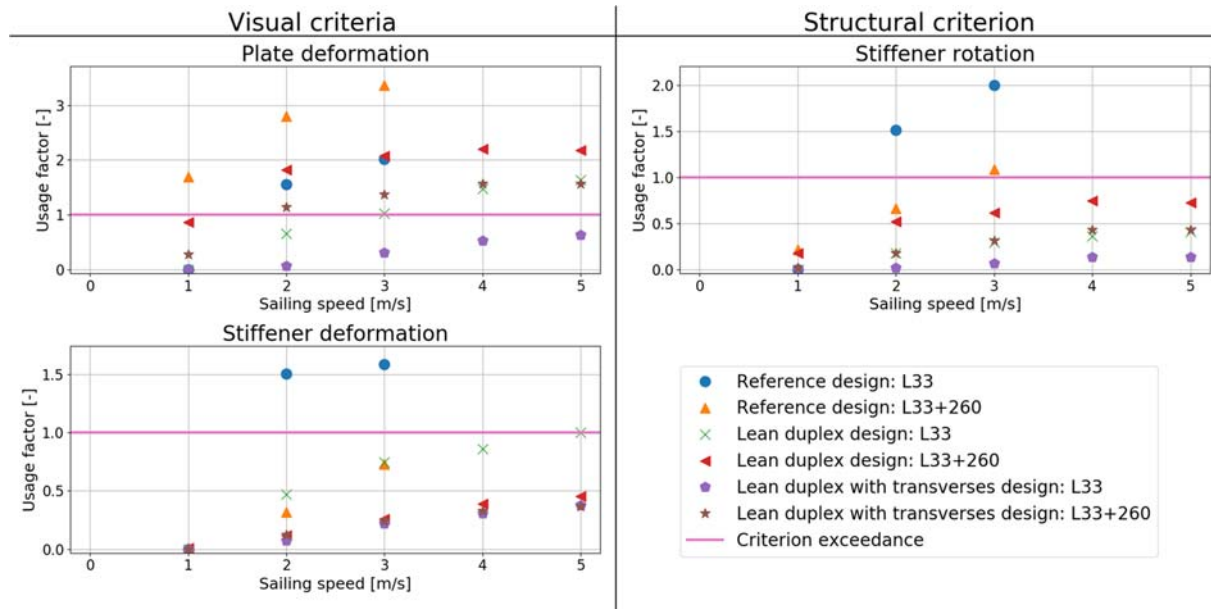 Visual criteria
Plate deformation
Usage factor [-]
3
2
1
0
0 1 2 3 4 5
Sailing speed [m/s]
Stiffener deformation
Usage factor [-]
1.5
1.0
0.5
0.0
0 1 2 3 4 5
Sailing speed [m/s]
Structural criterion
Stiffener rotation
Usage factor [-]
2.0
1.5
1.0
0.5
0.0
0 1 2 3 4 5
Sailing speed [m/s]
Reference design: L33
Reference design: L33+260
Lean duplex design: L33
Lean duplex design: L33+260
Lean duplex with transverses design: L33
Lean duplex with transverses design: L33+260
Criterion exceedance